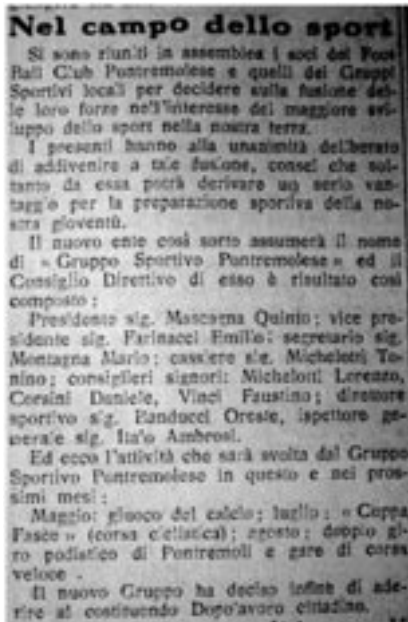 Nel campo dello sport
Si sono riuniti in assemblea i soci del Foot
Ball Club Pontremolese e quelli dei Gruppi
Sportivi locali per decidere sulla fusione del-
le loro forze nell'interesse del maggiore svi-
luppo dello sport nella nostra terra.
I presenti hanno alla unanimità deliberato
di addivenire a tale fusione, consci che sol-
tanto da essa potrà derivare un serio van-
taggio per la preparazione sportiva della no-
stra gioventù.
Il nuovo ente così sorto assumerà il nome
di « Gruppo Sportivo Pontremolese » ed il
Consiglio Direttivo di esso è risultato così
composto:
Presidente sig. Mascagna Quinto; vice pre-
sidente sig. Farinacci Emilio; segretario sig.
Montagna Mario; cassiere sig. Michelotti To-
nino; consiglieri signori: Michelotti Lorenzo,
Corsini Daniele, Vinci Faustino; direttore
sportivo sig. Banducci Oreste, ispettore ge-
nerale sig. Italo Ambrosi.
Ed ecco l'attività che sarà svolta dal Gruppo
Sportivo Pontremolese in questo e nei pros-
simi mesi:
Maggio: giuoco del calcio; luglio: « Coppa
Fascio » (corsa ciclistica); agosto: doppio gi-
ro podistico di Pontremoli e gare di corsa
veloce.
Il nuovo Gruppo ha deciso infine di ade-
rire al costituendo Dopolavoro cittadino.